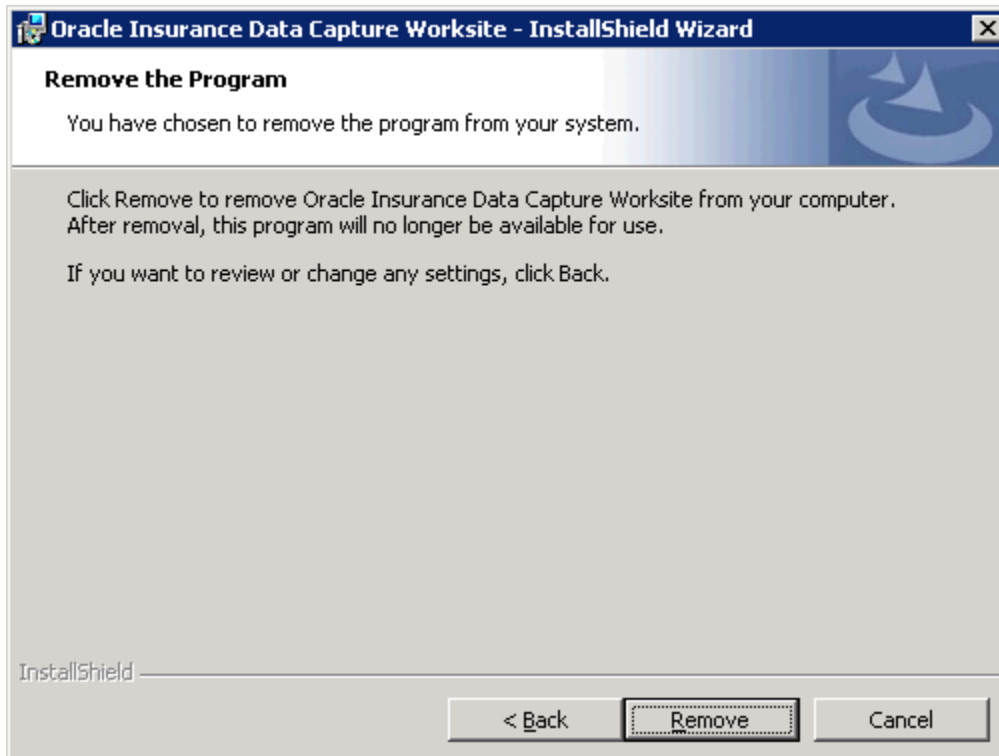 Oracle Insurance Data Capture Worksite - InstallShield Wizard
Remove the Program
You have chosen to remove the program from your system.
Click Remove to remove Oracle Insurance Data Capture Worksite from your computer.
After removal, this program will no longer be available for use.
If you want to review or change any settings, click Back.
InstallShield
< Back
Remove
Cancel